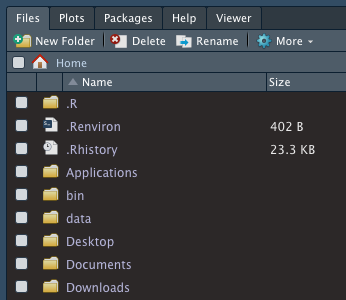 Files Plots Packages Help Viewer
New Folder Delete Rename More
Home
Name Size
.R
.Renviron 402 B
.Rhistory 23.3 KB
Applications
bin
data
Desktop
Documents
Downloads